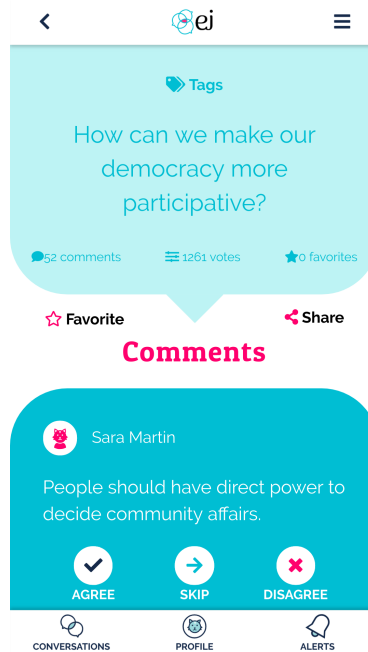 ej
Tags
How can we make our
democracy more
participative?
52 comments 1261 votes 0 favorites
Favorite Share
Comments
Sara Martin
People should have direct power to
decide community affairs.
AGREE SKIP DISAGREE
CONVERSATIONS PROFILE ALERTS